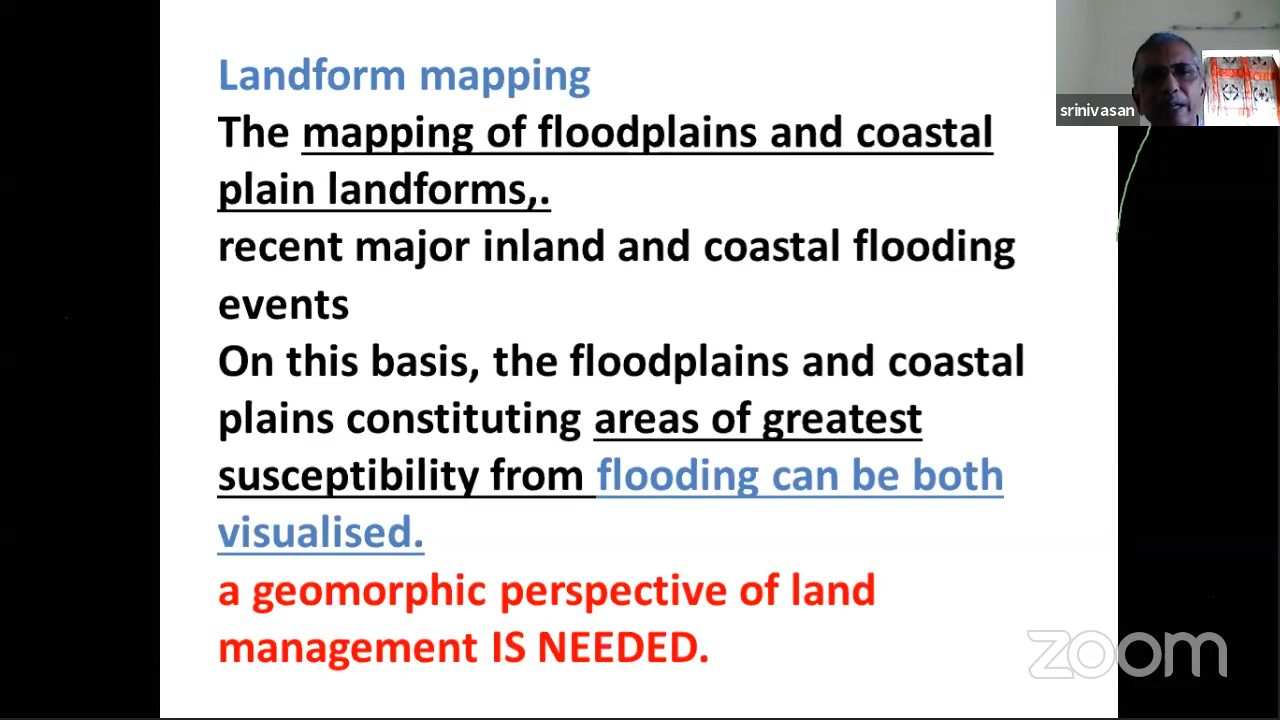 Landform mapping
The mapping of floodplains and coastal
plain landforms,.
recent major inland and coastal flooding
events
On this basis, the floodplains and coastal
plains constituting areas of greatest
susceptibility from flooding can be both
visualised.
a geomorphic perspective of land
management IS NEEDED.
srinivasan
zoom